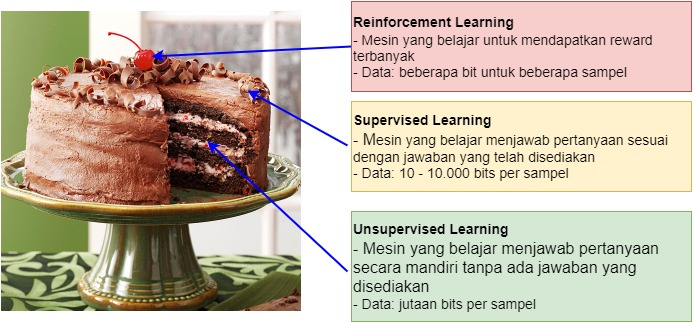 Reinforcement Learning
- Mesin yang belajar untuk mendapatkan reward
terbanyak
- Data: beberapa bit untuk beberapa sampel
Supervised Learning
- Mesin yang belajar menjawab pertanyaan sesuai
dengan jawaban yang telah disediakan
- Data: 10 - 10.000 bits per sampel
Unsupervised Learning
- Mesin yang belajar menjawab pertanyaan
secara mandiri tanpa ada jawaban yang
disediakan
- Data: jutaan bits per sampel